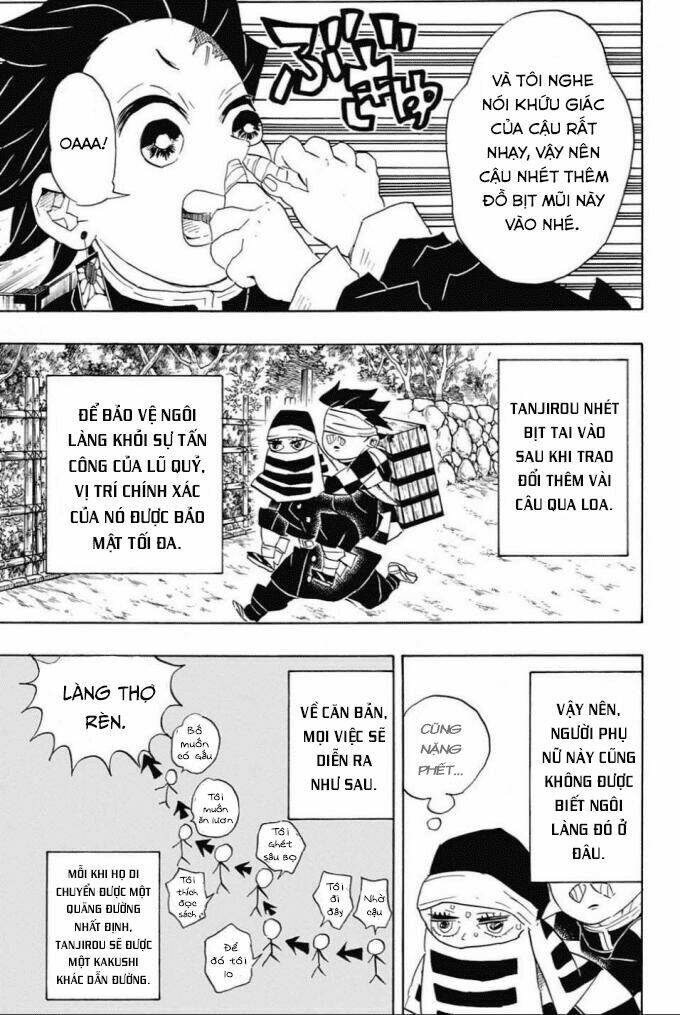 VÀ TÔI NGHE
NÓI KHỨU GIÁC
CỦA CẬU RẤT
NHẠY, VẬY NÊN
CẬU NHÉT THÊM
ĐỒ BỊT MŨI NÀY
VÀO NHÉ.
OAAA!
TANJIROU NHÉT
BỊT TAI VÀO
SAU KHI TRAO
ĐỔI THÊM VÀI
CÂU QUA LOA.
ĐỂ BẢO VỆ NGÔI
LÀNG KHỎI SỰ TẤN
CÔNG CỦA LŨ QUỶ,
VỊ TRÍ CHÍNH XÁC
CỦA NÓ ĐƯỢC BẢO
MẬT TỐI ĐA.
VẬY NÊN,
NGƯỜI PHỤ
NỮ NÀY CŨNG
KHÔNG ĐƯỢC
BIẾT NGÔI
LÀNG ĐÓ Ở
ĐÂU.
CŨNG
NẶNG
PHẾT...
VỀ CĂN BẢN,
MỌI VIỆC SẼ
DIỄN RA
NHƯ SAU.
LÀNG THỢ
RÈN.
Bồ
muốn
có Gấu
Tôi
muốn
ăn lươn
Tôi
Ghét
sâu bọ
Tôi
thích
đọc
sách
Tôi
đi
đây
Nhờ
cậu
Để
đó tôi
lo
MỖI KHI HỌ DI
CHUYỂN ĐƯỢC MỘT
QUÃNG ĐƯỜNG
NHẤT ĐỊNH,
TANJIROU SẼ ĐƯỢC
MỘT KAKUSHI
KHÁC DẪN ĐƯỜNG.